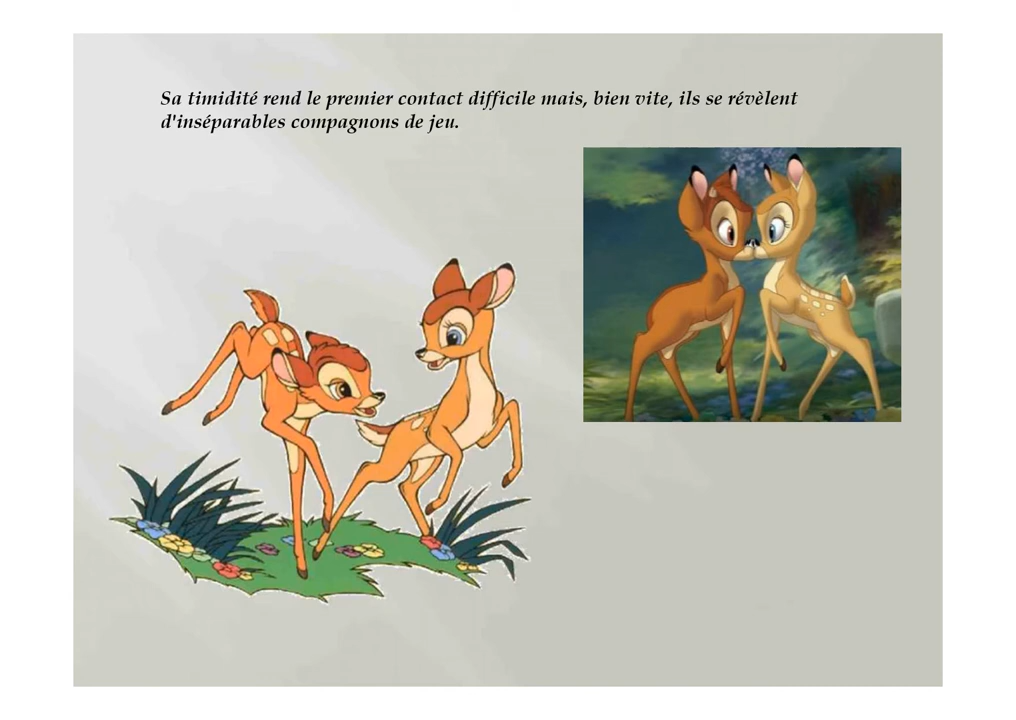 Sa timidité rend le premier contact difficile mais, bien vite, ils se révèlent
d'inséparables compagnons de jeu.